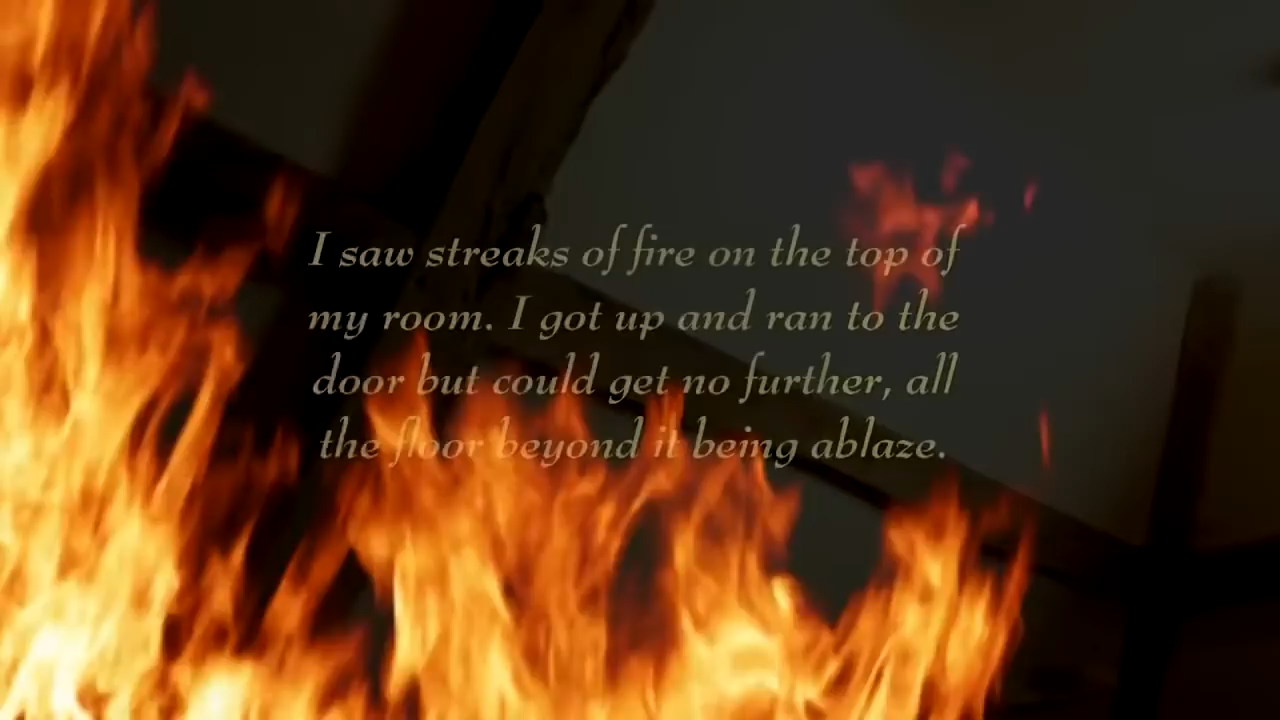 I saw streaks of fire on the top of
my room. I got up and ran to the
door but could get no further, all
the floor beyond it being ablaze.